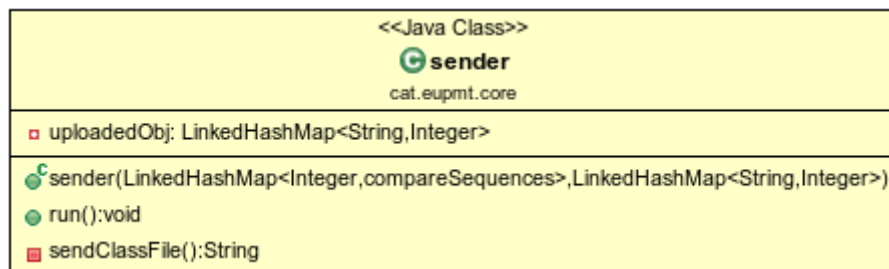 <<Java Class>>
C sender
cat.eupmt.core
uploadedObj: LinkedHashMap<String,Integer>
C sender(LinkedHashMap<Integer,compareSequences>,LinkedHashMap<String,Integer>)
run():void
sendClassFile():String